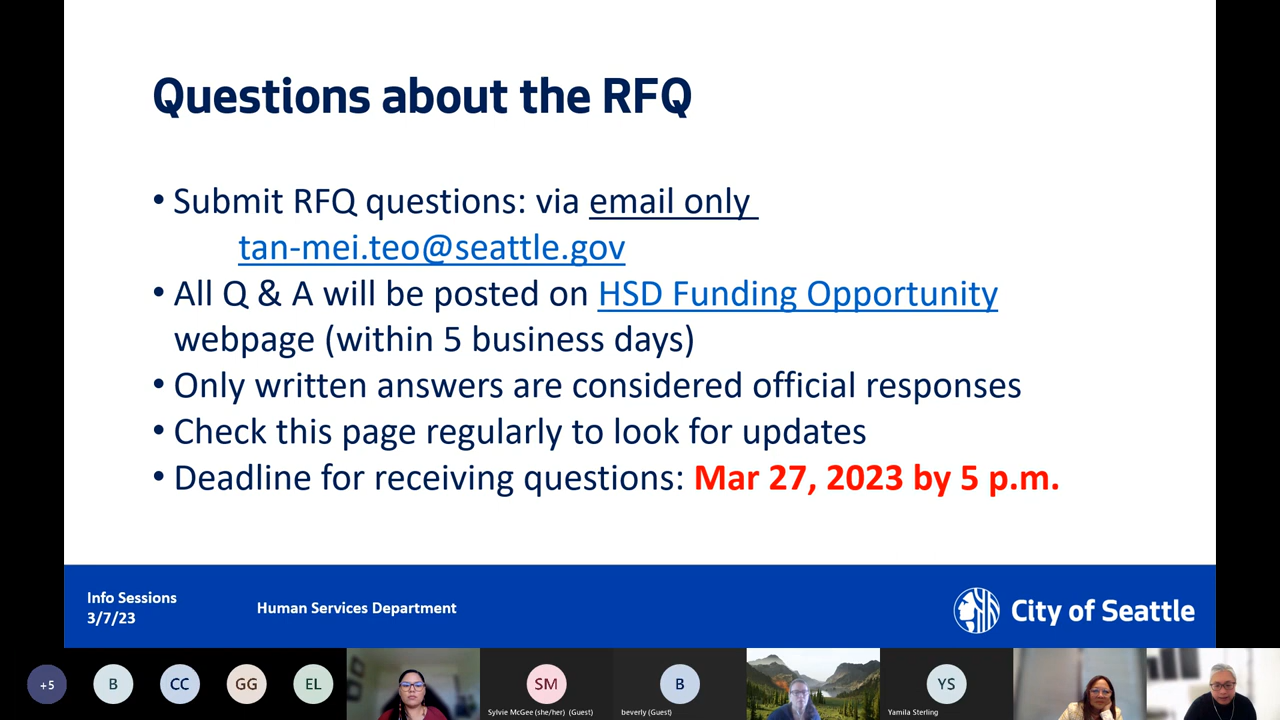 Questions about the RFQ
• Submit RFQ questions: via email only
tan-mei.teo@seattle.gov
• All Q & A will be posted on HSD Funding Opportunity
webpage (within 5 business days)
• Only written answers are considered official responses
• Check this page regularly to look for updates
• Deadline for receiving questions: Mar 27, 2023 by 5 p.m.
Info Sessions
3/7/23
Human Services Department
City of Seattle
+5
B
CC
GG
EL
SM
Sylvie McGee (she/her) (Guest)
B
beverly (Guest)
YS
Yamila Sterling